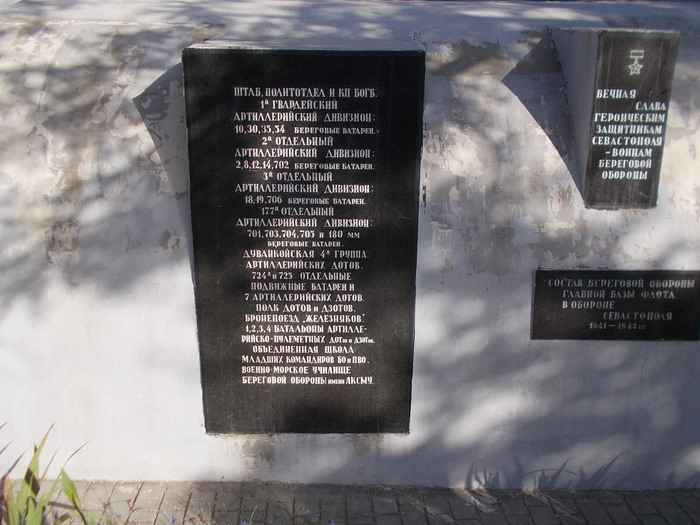 ШТАБ, ПОЛИТОТДЕЛ И КП БОГБ.
1й ГВАРДЕЙСКИЙ
АРТИЛЛЕРИЙСКИЙ ДИВИЗИОН:
10,30,35,54 БЕРЕГОВЫЕ БАТАРЕИ.
2й ОТДЕЛЬНЫЙ
АРТИЛЛЕРИЙСКИЙ ДИВИЗИОН:
2,8,12,14,702 БЕРЕГОВЫЕ БАТАРЕИ.
3й ОТДЕЛЬНЫЙ
АРТИЛЛЕРИЙСКИЙ ДИВИЗИОН:
18,19,706 БЕРЕГОВЫЕ БАТАРЕИ.
177й ОТДЕЛЬНЫЙ
АРТИЛЛЕРИЙСКИЙ ДИВИЗИОН:
701,703,704,705 и 180 мм
БЕРЕГОВЫЕ БАТАРЕИ.
ДУВАНКОЙСКАЯ 4я ГРУППА
АРТИЛЛЕРИЙСКИХ ДОТОВ.
724я и 725 ОТДЕЛЬНЫЕ
ПОДВИЖНЫЕ БАТАРЕИ и
7 АРТИЛЛЕРИЙСКИХ ДОТОВ.
ПОЛК ДОТОВ и ДЗОТОВ.
БРОНЕПОЕЗД „ЖЕЛЕЗНЯКОВ".
1,2,3,4 БАТАЛЬОНЫ АРТИЛЛЕ-
РИЙСКО-ПУЛЕМЕТНЫХ ДОТов и ДЗОТов.
ОБЪЕДИНЕННАЯ ШКОЛА
МЛАДШИХ КОМАНДИРОВ БО и ПВО.
ВОЕННО-МОРСКОЕ УЧИЛИЩЕ
БЕРЕГОВОЙ ОБОРОНЫ ИМЕНИ ЛКСМУ.
ВЕЧНАЯ
СЛАВА
ГЕРОИЧЕСКИМ
ЗАЩИТНИКАМ
СЕВАСТОПОЛЯ
-ВОИНАМ
БЕРЕГОВОЙ
ОБОРОНЫ
СОСТАВ БЕРЕГОВОЙ ОБОРОНЫ
ГЛАВНОЙ БАЗЫ ФЛОТА
В ОБОРОНЕ
СЕВАСТОПОЛЯ
1941-1942 гг.